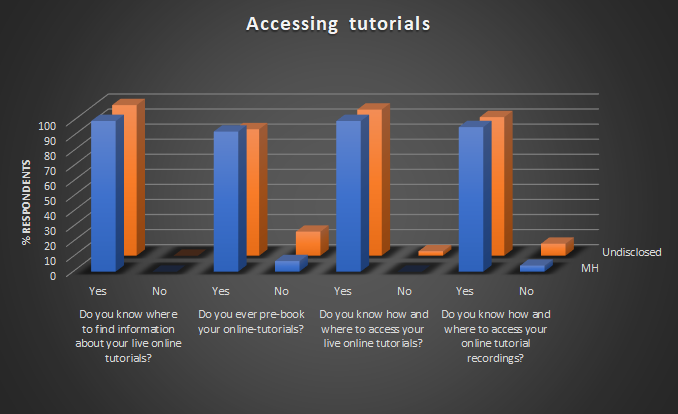 Accessing tutorials
% RESPONDENTS
100
90
80
70
60
50
40
30
20
10
0
Undisclosed
MH
Yes
No
Yes
No
Yes
No
Yes
No
Do you know where
to find information
about your live online
tutorials?
Do you ever pre-book
your online-tutorials?
Do you know how and
where to access your
live online tutorials?
Do you know how and
where to access your
online tutorial
recordings?